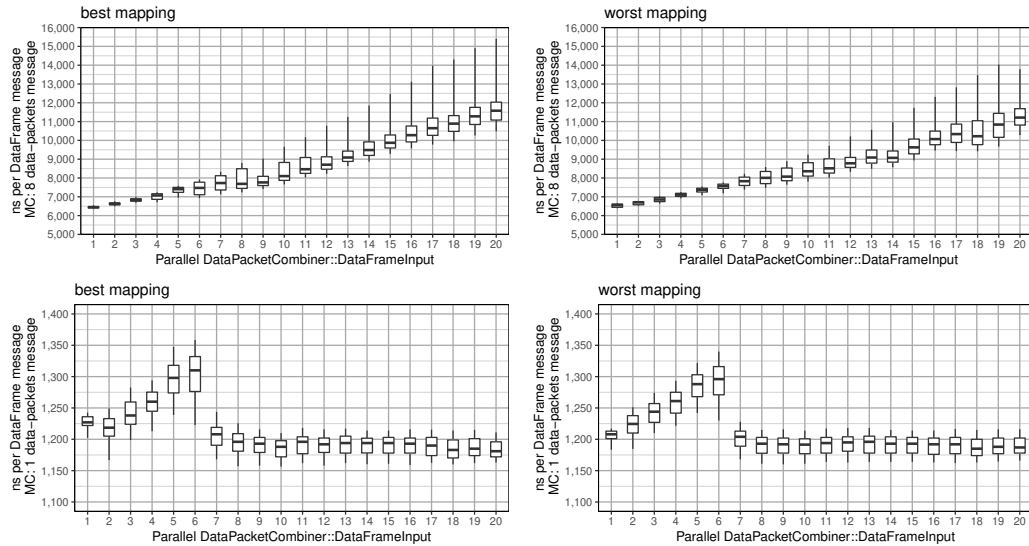 best mapping
ns per DataFrame message
MC: 8 data-packets message
16,000
15,000
14,000
13,000
12,000
11,000
10,000
9,000
8,000
7,000
6,000
5,000
1 2 3 4 5 6 7 8 9 10 11 12 13 14 15 16 17 18 19 20
Parallel DataPacketCombiner::DataFrameInput
worst mapping
ns per DataFrame message
MC: 8 data-packets message
16,000
15,000
14,000
13,000
12,000
11,000
10,000
9,000
8,000
7,000
6,000
5,000
1 2 3 4 5 6 7 8 9 10 11 12 13 14 15 16 17 18 19 20
Parallel DataPacketCombiner::DataFrameInput
best mapping
ns per DataFrame message
MC: 1 data-packets message
1,400
1,350
1,300
1,250
1,200
1,150
1,100
1 2 3 4 5 6 7 8 9 10 11 12 13 14 15 16 17 18 19 20
Parallel DataPacketCombiner::DataFrameInput
worst mapping
ns per DataFrame message
MC: 1 data-packets message
1,400
1,350
1,300
1,250
1,200
1,150
1,100
1 2 3 4 5 6 7 8 9 10 11 12 13 14 15 16 17 18 19 20
Parallel DataPacketCombiner::DataFrameInput